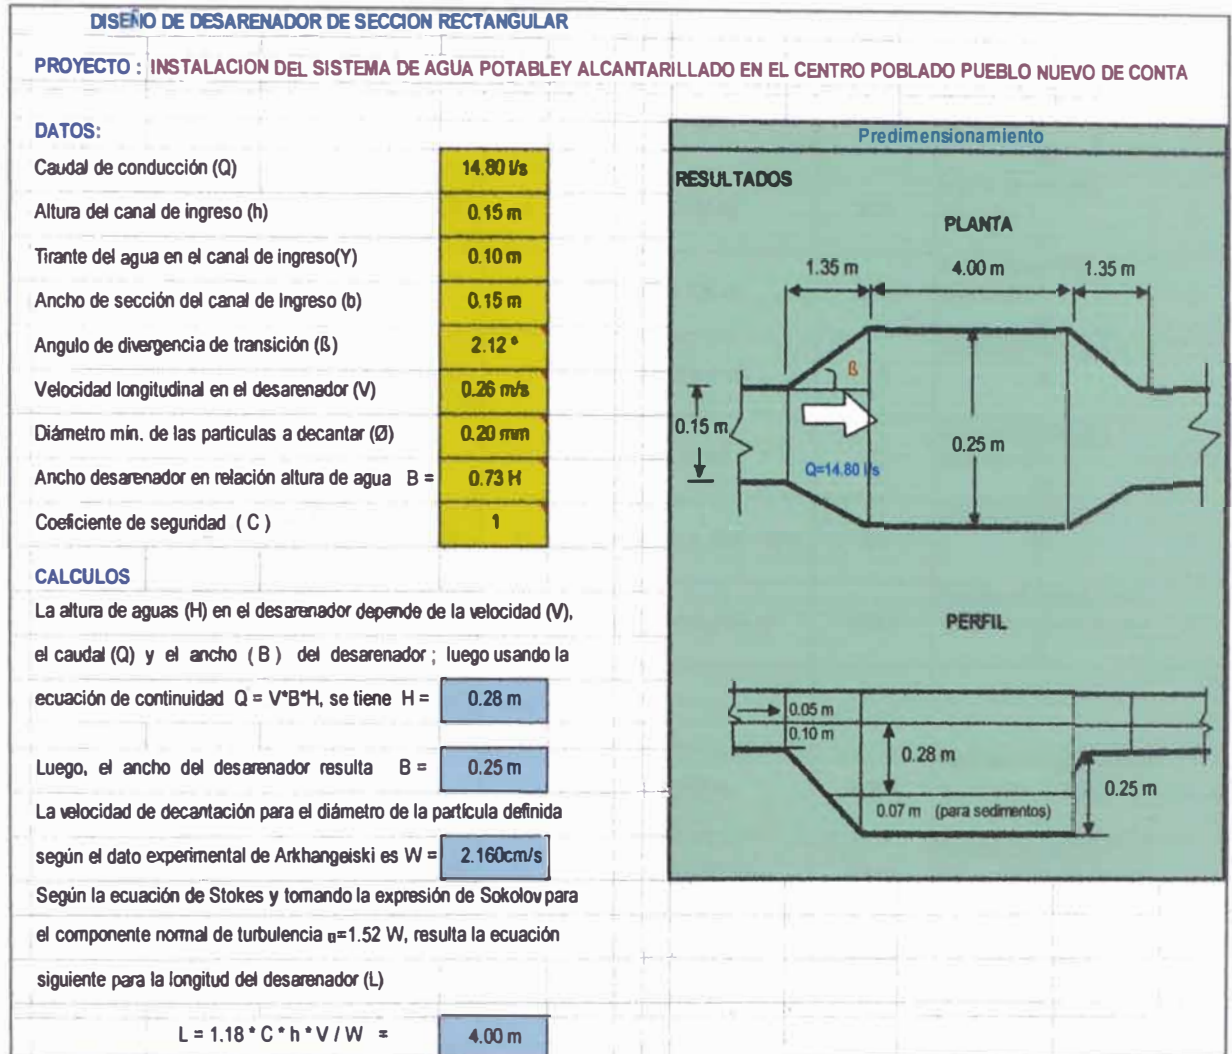 DISEÑO DE DESARENADOR DE SECCION RECTANGULAR
PROYECTO : INSTALACION DEL SISTEMA DE AGUA POTABLEY ALCANTARILLADO EN EL CENTRO POBLADO PUEBLO NUEVO DE CONTA
DATOS:
Caudal de conducción (Q) 14.80 l/s
Altura del canal de ingreso (h) 0.15 m
Tirante del agua en el canal de ingreso(Y) 0.10 m
Ancho de sección del canal de Ingreso (b) 0.15 m
Angulo de divergencia de transición (ß) 2.12 °
Velocidad longitudinal en el desarenador (V) 0.26 m/s
Diámetro mín. de las particulas a decantar (Ø) 0.20 mm
Ancho desarenador en relación altura de agua B = 0.73 H
Coeficiente de seguridad ( C ) 1
CALCULOS
La altura de aguas (H) en el desarenador depende de la velocidad (V),
el caudal (Q) y el ancho ( B ) del desarenador ; luego usando la
ecuación de continuidad Q = V*B*H, se tiene H = 0.28 m
Luego, el ancho del desarenador resulta B = 0.25 m
La velocidad de decantación para el diámetro de la partícula definida
según el dato experimental de Arkhangeiski es W = 2.160cm/s
Según la ecuación de Stokes y tomando la expresión de Sokolov para
el componente normal de turbulencia u=1.52 W, resulta la ecuación
siguiente para la longitud del desarenador (L)
L = 1.18 * C * h * V / W = 4.00 m
Predimensionamiento
RESULTADOS
PLANTA
1.35 m 4.00 m 1.35 m
ß
0.15 m
0.25 m
Q=14.80 l/s
PERFIL
0.05 m
0.10 m
0.28 m
0.25 m
0.07 m (para sedimentos)